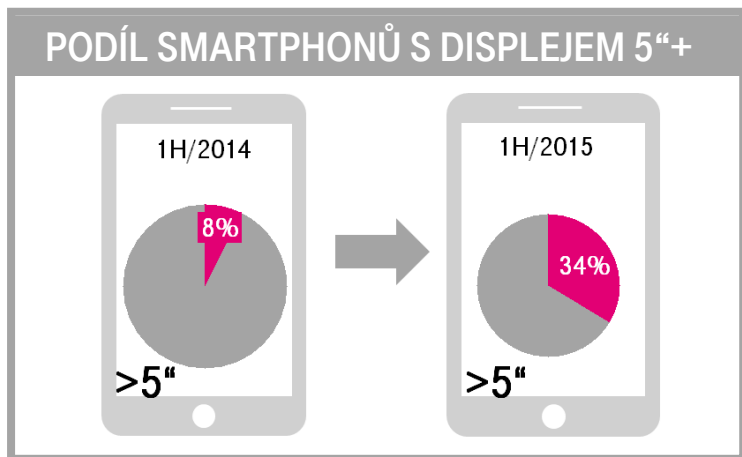 PODÍL SMARTPHONŮ S DISPLEJEM 5“+
1H/2014
8%
>5“
1H/2015
34%
>5“